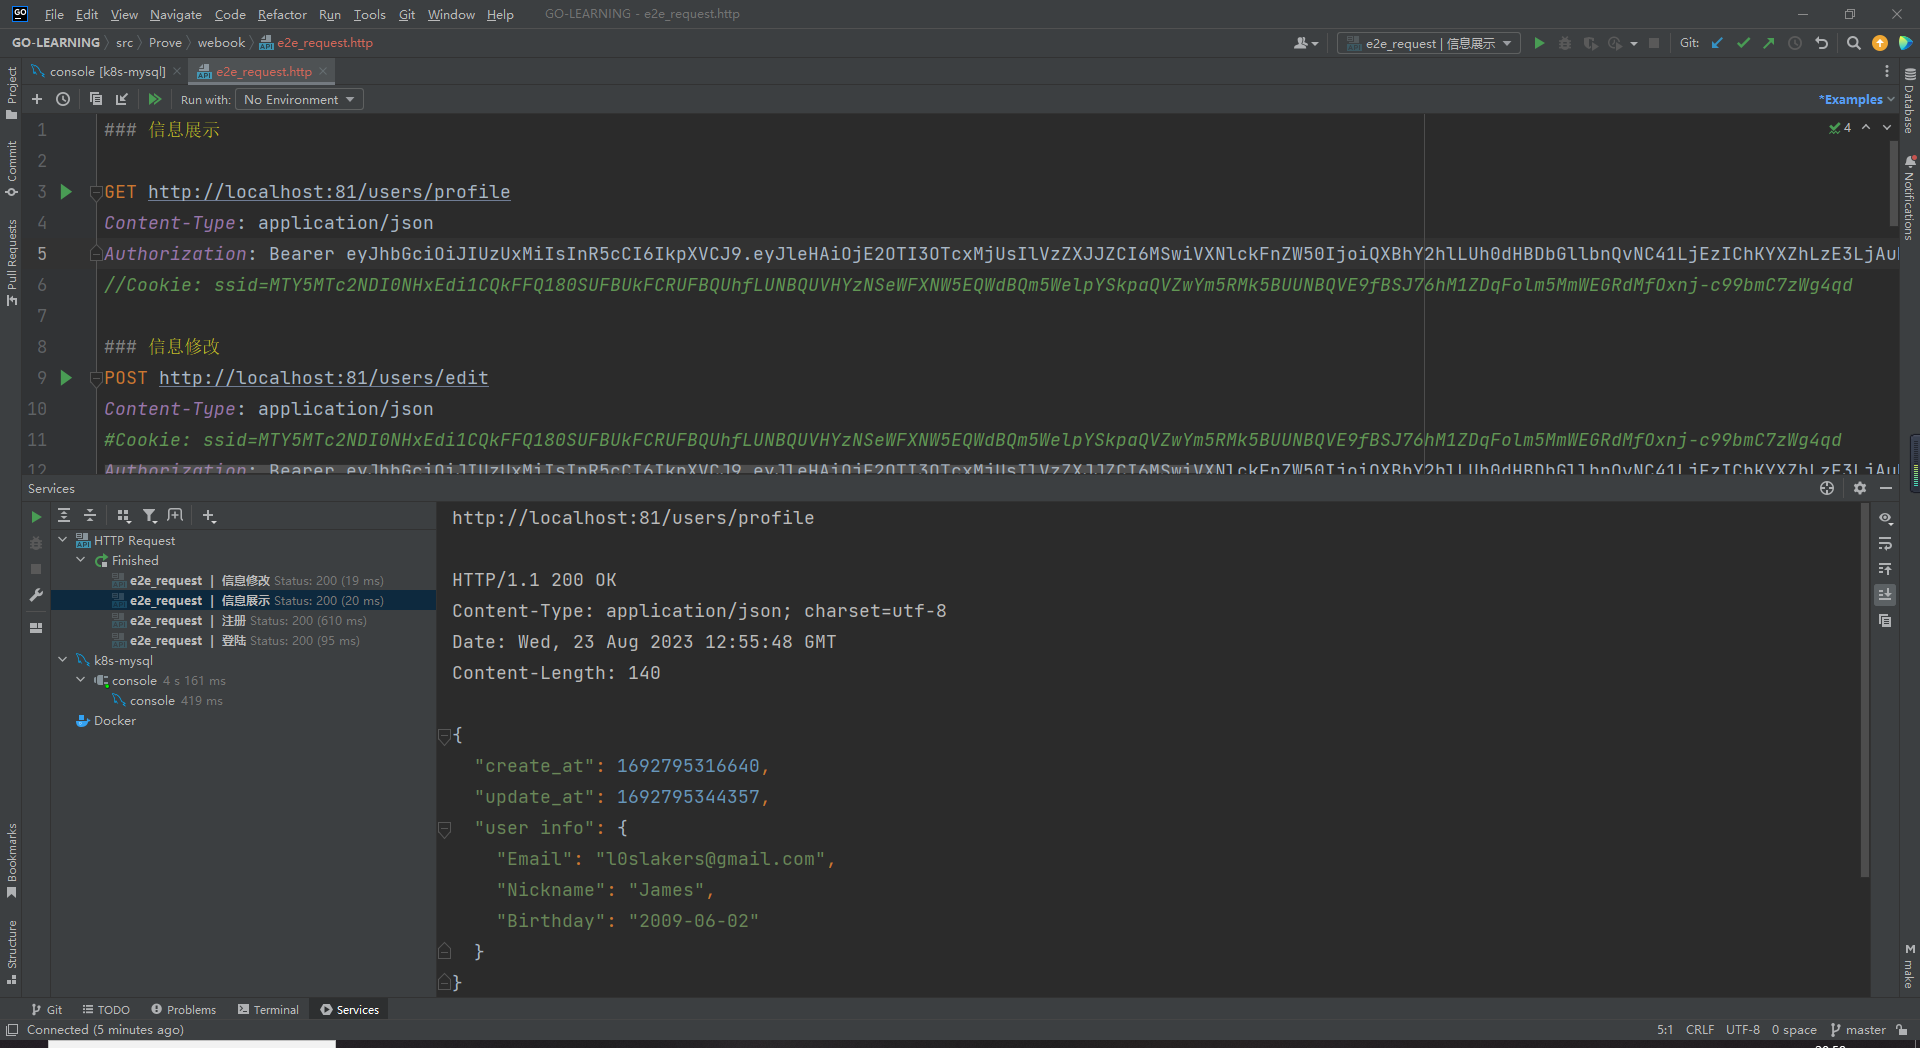 File Edit View Navigate Code Refactor Run Tools Git Window Help GO-LEARNING - e2e_request.http
GO-LEARNING src Prove webook e2e_request.http e2e_request | 信息展示 Git:
console [k8s-mysql] e2e_request.http
Run with: No Environment *Examples
1 ### 信息展示 4
2
3 GET http://localhost:81/users/profile
4 Content-Type: application/json
5 Authorization: Bearer
6 //Cookie:
7
8 ### 信息修改
9 POST http://localhost:81/users/edit
10 Content-Type: application/json
11 #Cookie:
12 Authorization: Bearer
Services
HTTP Request
Finished
e2e_request | 信息修改 Status: 200 (19 ms)
e2e_request | 信息展示 Status: 200 (20 ms)
e2e_request | 注册 Status: 200 (610 ms)
e2e_request | 登陆 Status: 200 (95 ms)
k8s-mysql
console 4 s 161 ms
console 419 ms
Docker
http://localhost:81/users/profile
HTTP/1.1 200 OK
Content-Type: application/json; charset=utf-8
Date: Wed, 23 Aug 2023 12:55:48 GMT
Content-Length: 140
{
"create_at": 1692795316640,
"update_at": 1692795344357,
"user info": {
"Email": "l0slakers@gmail.com",
"Nickname": "James",
"Birthday": "2009-06-02"
}
}
Project
Commit
Pull Requests
Bookmarks
Structure
Database
Notifications
M make
Git TODO Problems Terminal Services
Connected (5 minutes ago) 5:1 CRLF UTF-8 0 space master